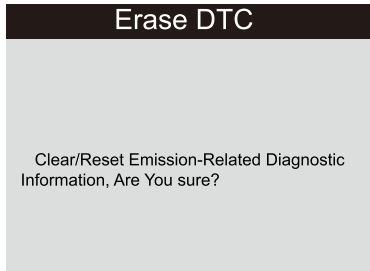 Erase DTC
Clear/Reset Emission-Related Diagnostic
Information, Are You sure?